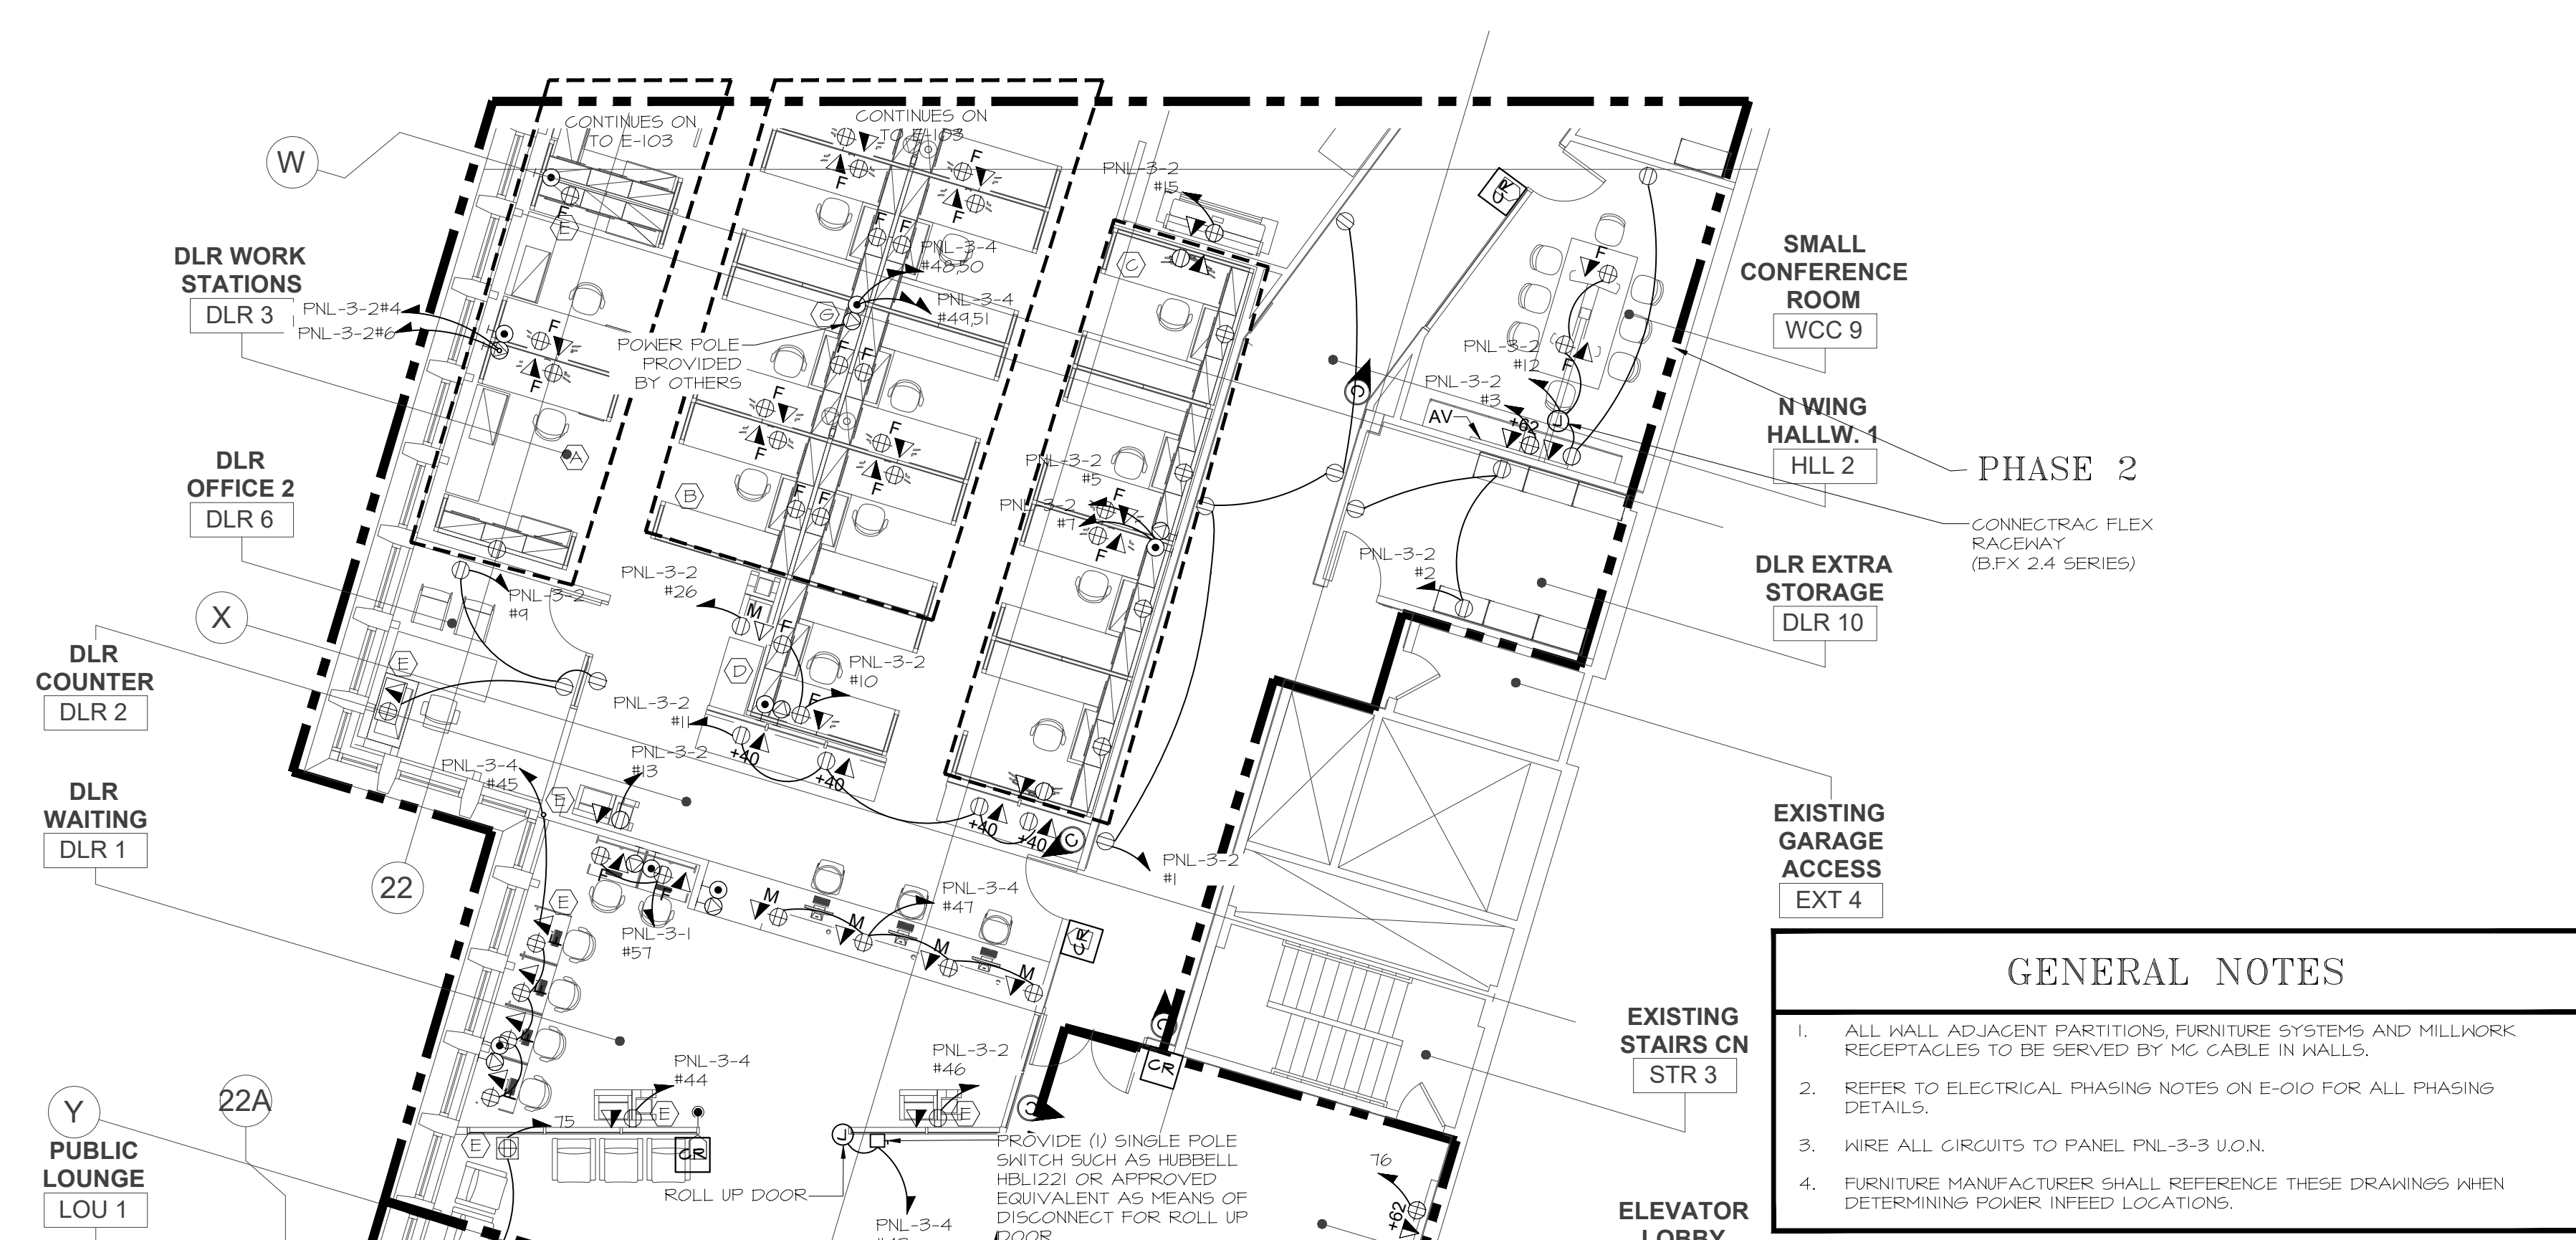 CONTINUES ON
TO E-103
CONTINUES ON
TO E-103
W
PNL-3-2
#15
CR
DLR WORK
STATIONS
DLR 3
PNL-3-2#4
PNL-3-2#6
E
F
F
F
F
F
F
F
PNL-3-4
#48,50
PNL-3-4
#49,51
G
C
POWER POLE
PROVIDED
BY OTHERS
F
F
F
F
SMALL
CONFERENCE
ROOM
WCC 9
F
PNL-3-2
#12
F
PNL-3-2
#3
AV
+62
J
C
N WING
HALLW. 1
HLL 2
PHASE 2
CONNECTRAC FLEX
RACEWAY
(B.FX 2.4 SERIES)
DLR
OFFICE 2
DLR 6
A
B
F
F
F
F
F
F
PNL-3-2
#5
PNL-3-2
#7
F
F
PNL-3-2
#2
DLR EXTRA
STORAGE
DLR 10
X
PNL-3-2
#9
PNL-3-2
#26
M
F
D
PNL-3-2
#10
F
PNL-3-2
#11
+40
+40
+40
+40
C
PNL-3-2
#1
DLR
COUNTER
DLR 2
E
PNL-3-4
#45
E
PNL-3-2
#13
DLR
WAITING
DLR 1
22
E
F
F
PNL-3-1
#57
M
M
M
M
PNL-3-4
#47
CR
EXISTING
GARAGE
ACCESS
EXT 4
EXISTING
STAIRS CN
STR 3
C
CR
PNL-3-4
#44
E
PNL-3-2
#46
E
C
22A
Y
PUBLIC
LOUNGE
LOU 1
E
75
CR
J
ROLL UP DOOR
PNL-3-4
PROVIDE (1) SINGLE POLE
SWITCH SUCH AS HUBBELL
HBL1221 OR APPROVED
EQUIVALENT AS MEANS OF
DISCONNECT FOR ROLL UP
DOOR
76
+62
ELEVATOR
LOBBY
GENERAL NOTES
1. ALL WALL ADJACENT PARTITIONS, FURNITURE SYSTEMS AND MILLWORK
RECEPTACLES TO BE SERVED BY MC CABLE IN WALLS.
2. REFER TO ELECTRICAL PHASING NOTES ON E-010 FOR ALL PHASING
DETAILS.
3. WIRE ALL CIRCUITS TO PANEL PNL-3-3 U.O.N.
4. FURNITURE MANUFACTURER SHALL REFERENCE THESE DRAWINGS WHEN
DETERMINING POWER INFEED LOCATIONS.